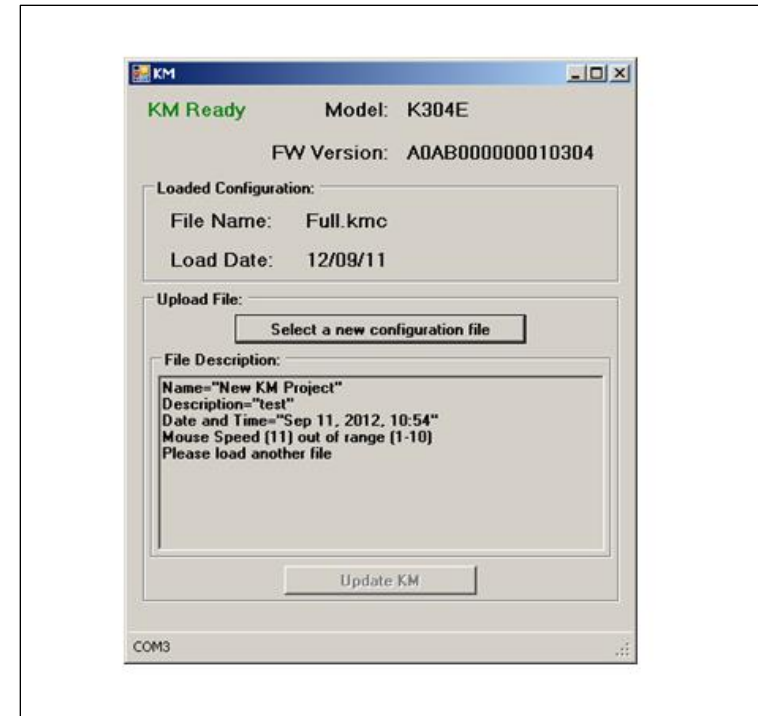 KM
KM Ready Model: K304E
FW Version: A0AB000000010304
Loaded Configuration:
File Name: Full.kmc
Load Date: 12/09/11
Upload File:
Select a new configuration file
File Description:
Name="New KM Project"
Description="test"
Date and Time="Sep 11, 2012, 10:54"
Mouse Speed (11) out of range (1-10)
Please load another file
Update KM
COM3